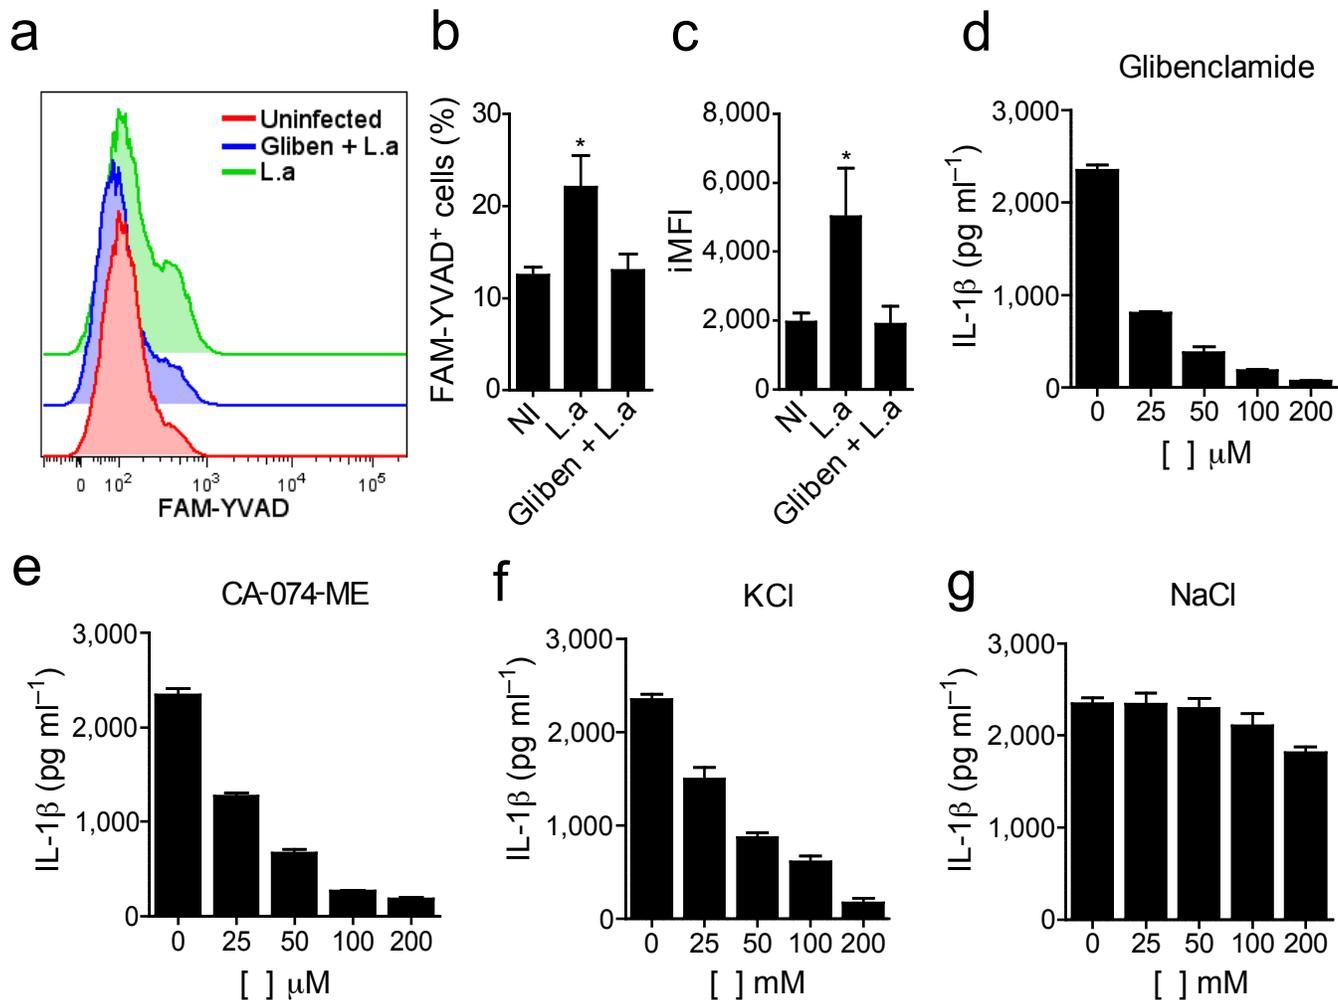 a
Uninfected
Gliben + L.a
L.a
0 10² 10³ 10⁴ 10⁵
FAM-YVAD
b
FAM-YVAD⁺ cells (%)
30
20
10
0
*
NI
L.a
Gliben + L.a
c
iMFI
8,000
6,000
4,000
2,000
0
*
NI
L.a
Gliben + L.a
d
Glibenclamide
IL-1β (pg ml⁻¹)
3,000
2,000
1,000
0
0 25 50 100 200
[ ] μM
e
CA-074-ME
IL-1β (pg ml⁻¹)
3,000
2,000
1,000
0
0 25 50 100 200
[ ] μM
f
KCl
IL-1β (pg ml⁻¹)
3,000
2,000
1,000
0
0 25 50 100 200
[ ] mM
g
NaCl
IL-1β (pg ml⁻¹)
3,000
2,000
1,000
0
0 25 50 100 200
[ ] mM